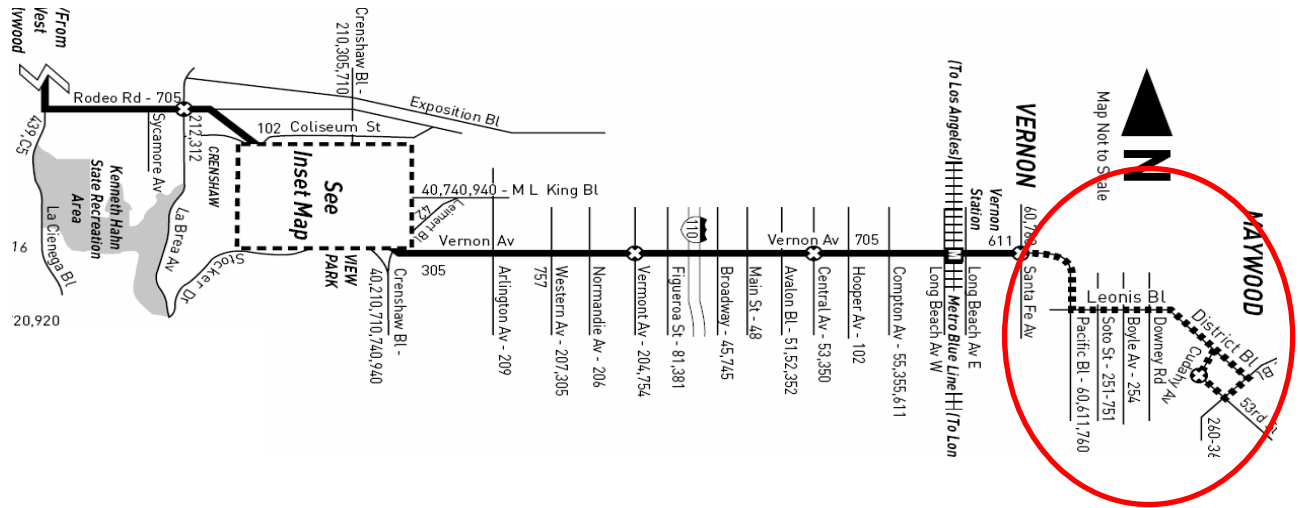 (From
Vest
lywood
Rodeo Rd - 705
439,C5
Sycamore Av
212,312
CRENSHAW
102 Coliseum St
Crenshaw Bl -
210,305,710
Exposition Bl
Kenneth Hahn
State Recreation
Area
La Cienega Bl
La Brea Av
Stocker Dr
16
20,920
See
Inset Map
VIEW
PARK
40,740,940 - M L King Bl
42
Leimert Bl
Vernon Av
305
Crenshaw Bl -
40,210,710,740,940
Arlington Av - 209
757
Western Av - 207,305
Normandie Av - 206
Vermont Av - 204,754
Figueroa St - 81,381
110
Broadway - 45,745
Main St - 48
Vernon Av 705
Avalon Bl - 51,52,352
Central Av - 53,350
Hooper Av - 102
Compton Av - 55,355,611
Long Beach Av W
(To Los Angeles)
M
Metro Blue Line
(To Lon
Long Beach Av E
Vernon
Station
611
VERNON
60,760
Santa Fe Av
Map Not to Scale
N
MAYWOOD
Leonis Bl
Pacific Bl - 60,611,760
Soto St - 251-751
Boyle Av - 254
Downey Rd
District Bl
Cudahy Av
53rd
260-36